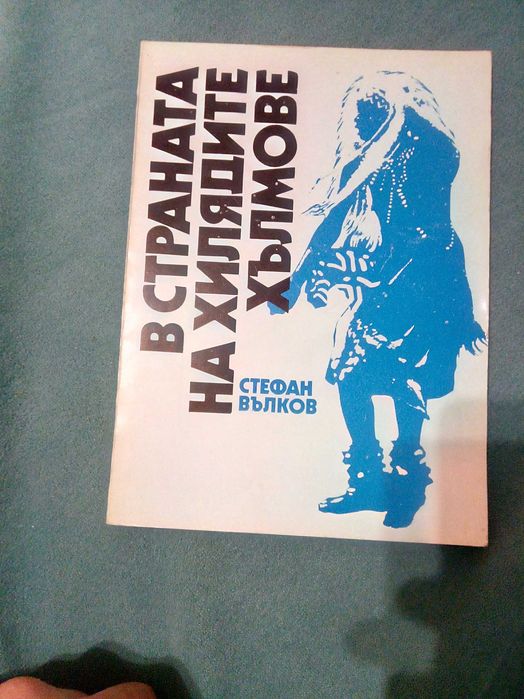 В СТРАНАТА
НА ХИЛЯДИТЕ
ХЪЛМОВЕ
СТЕФАН
ВЪЛКОВ